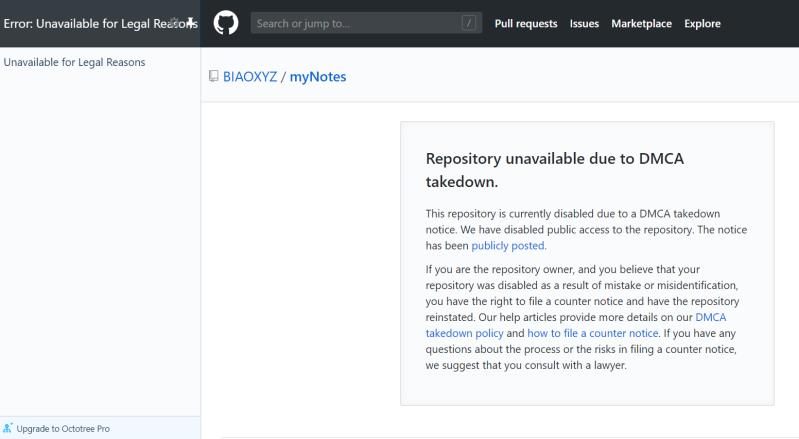 Error: Unavailable for Legal Reasons
Search or jump to...
/
Pull requests
Issues
Marketplace
Explore
Unavailable for Legal Reasons
BIAOXYZ / myNotes
Repository unavailable due to DMCA
takedown.
This repository is currently disabled due to a DMCA takedown
notice. We have disabled public access to the repository. The notice
has been publicly posted.
If you are the repository owner, and you believe that your
repository was disabled as a result of mistake or misidentification,
you have the right to file a counter notice and have the repository
reinstated. Our help articles provide more details on our DMCA
takedown policy and how to file a counter notice. If you have any
questions about the process or the risks in filing a counter notice,
we suggest that you consult with a lawyer.
Upgrade to Octotree Pro